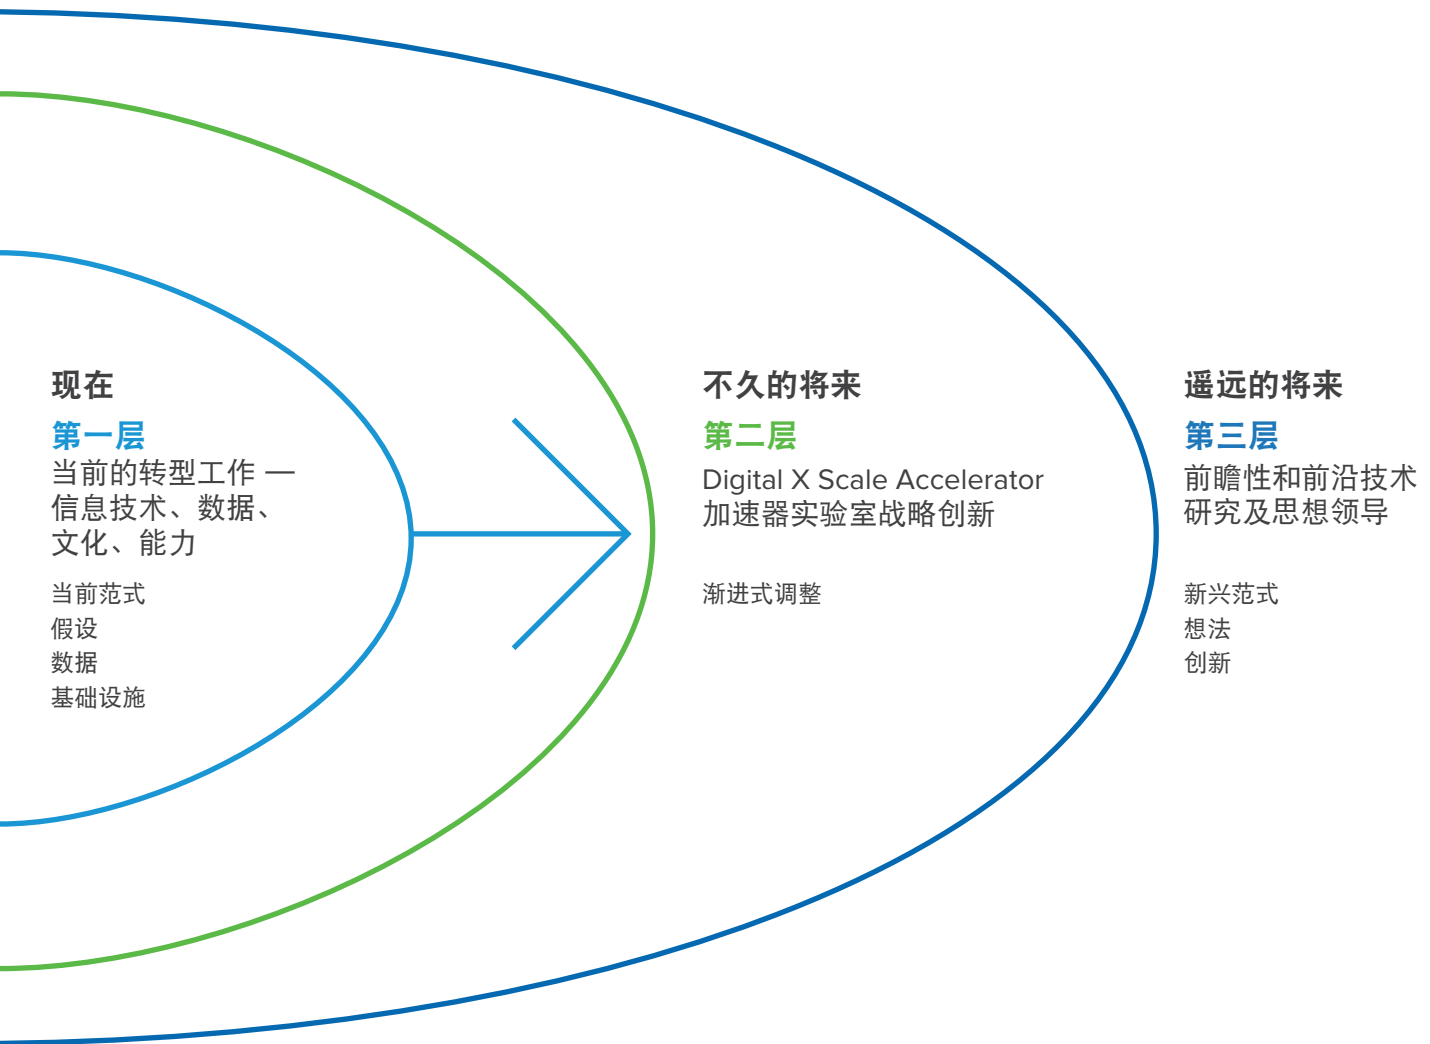 现在
第一层
当前的转型工作 —
信息技术、数据、
文化、能力
当前范式
假设
数据
基础设施
不久的将来
第二层
Digital X Scale Accelerator
加速器实验室战略创新
渐进式调整
遥远的将来
第三层
前瞻性和前沿技术
研究及思想领导
新兴范式
想法
创新